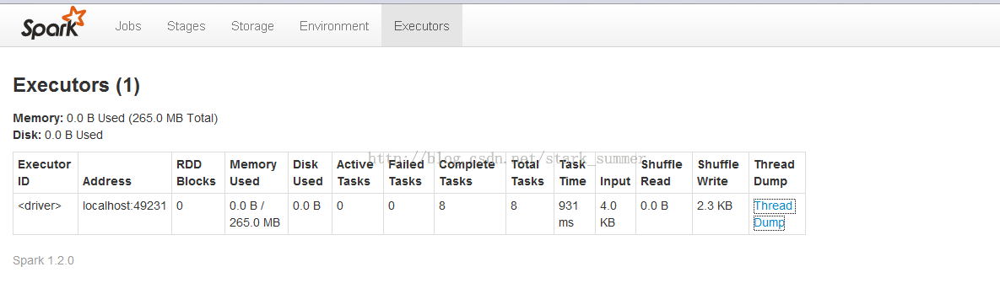 Spark Jobs Stages Storage Environment Executors
Executors (1)
Memory: 0.0 B Used (265.0 MB Total)
Disk: 0.0 B Used
http://blog.csdn.net/stark_summer
Executor ID Address RDD Blocks Memory Used Disk Used Active Tasks Failed Tasks Complete Tasks Total Tasks Task Time Input Shuffle Read Shuffle Write Thread Dump
<driver> localhost:49231 0 0.0 B / 265.0 MB 0.0 B 0 0 8 8 931 ms 4.0 KB 0.0 B 2.3 KB Thread Dump
Spark 1.2.0